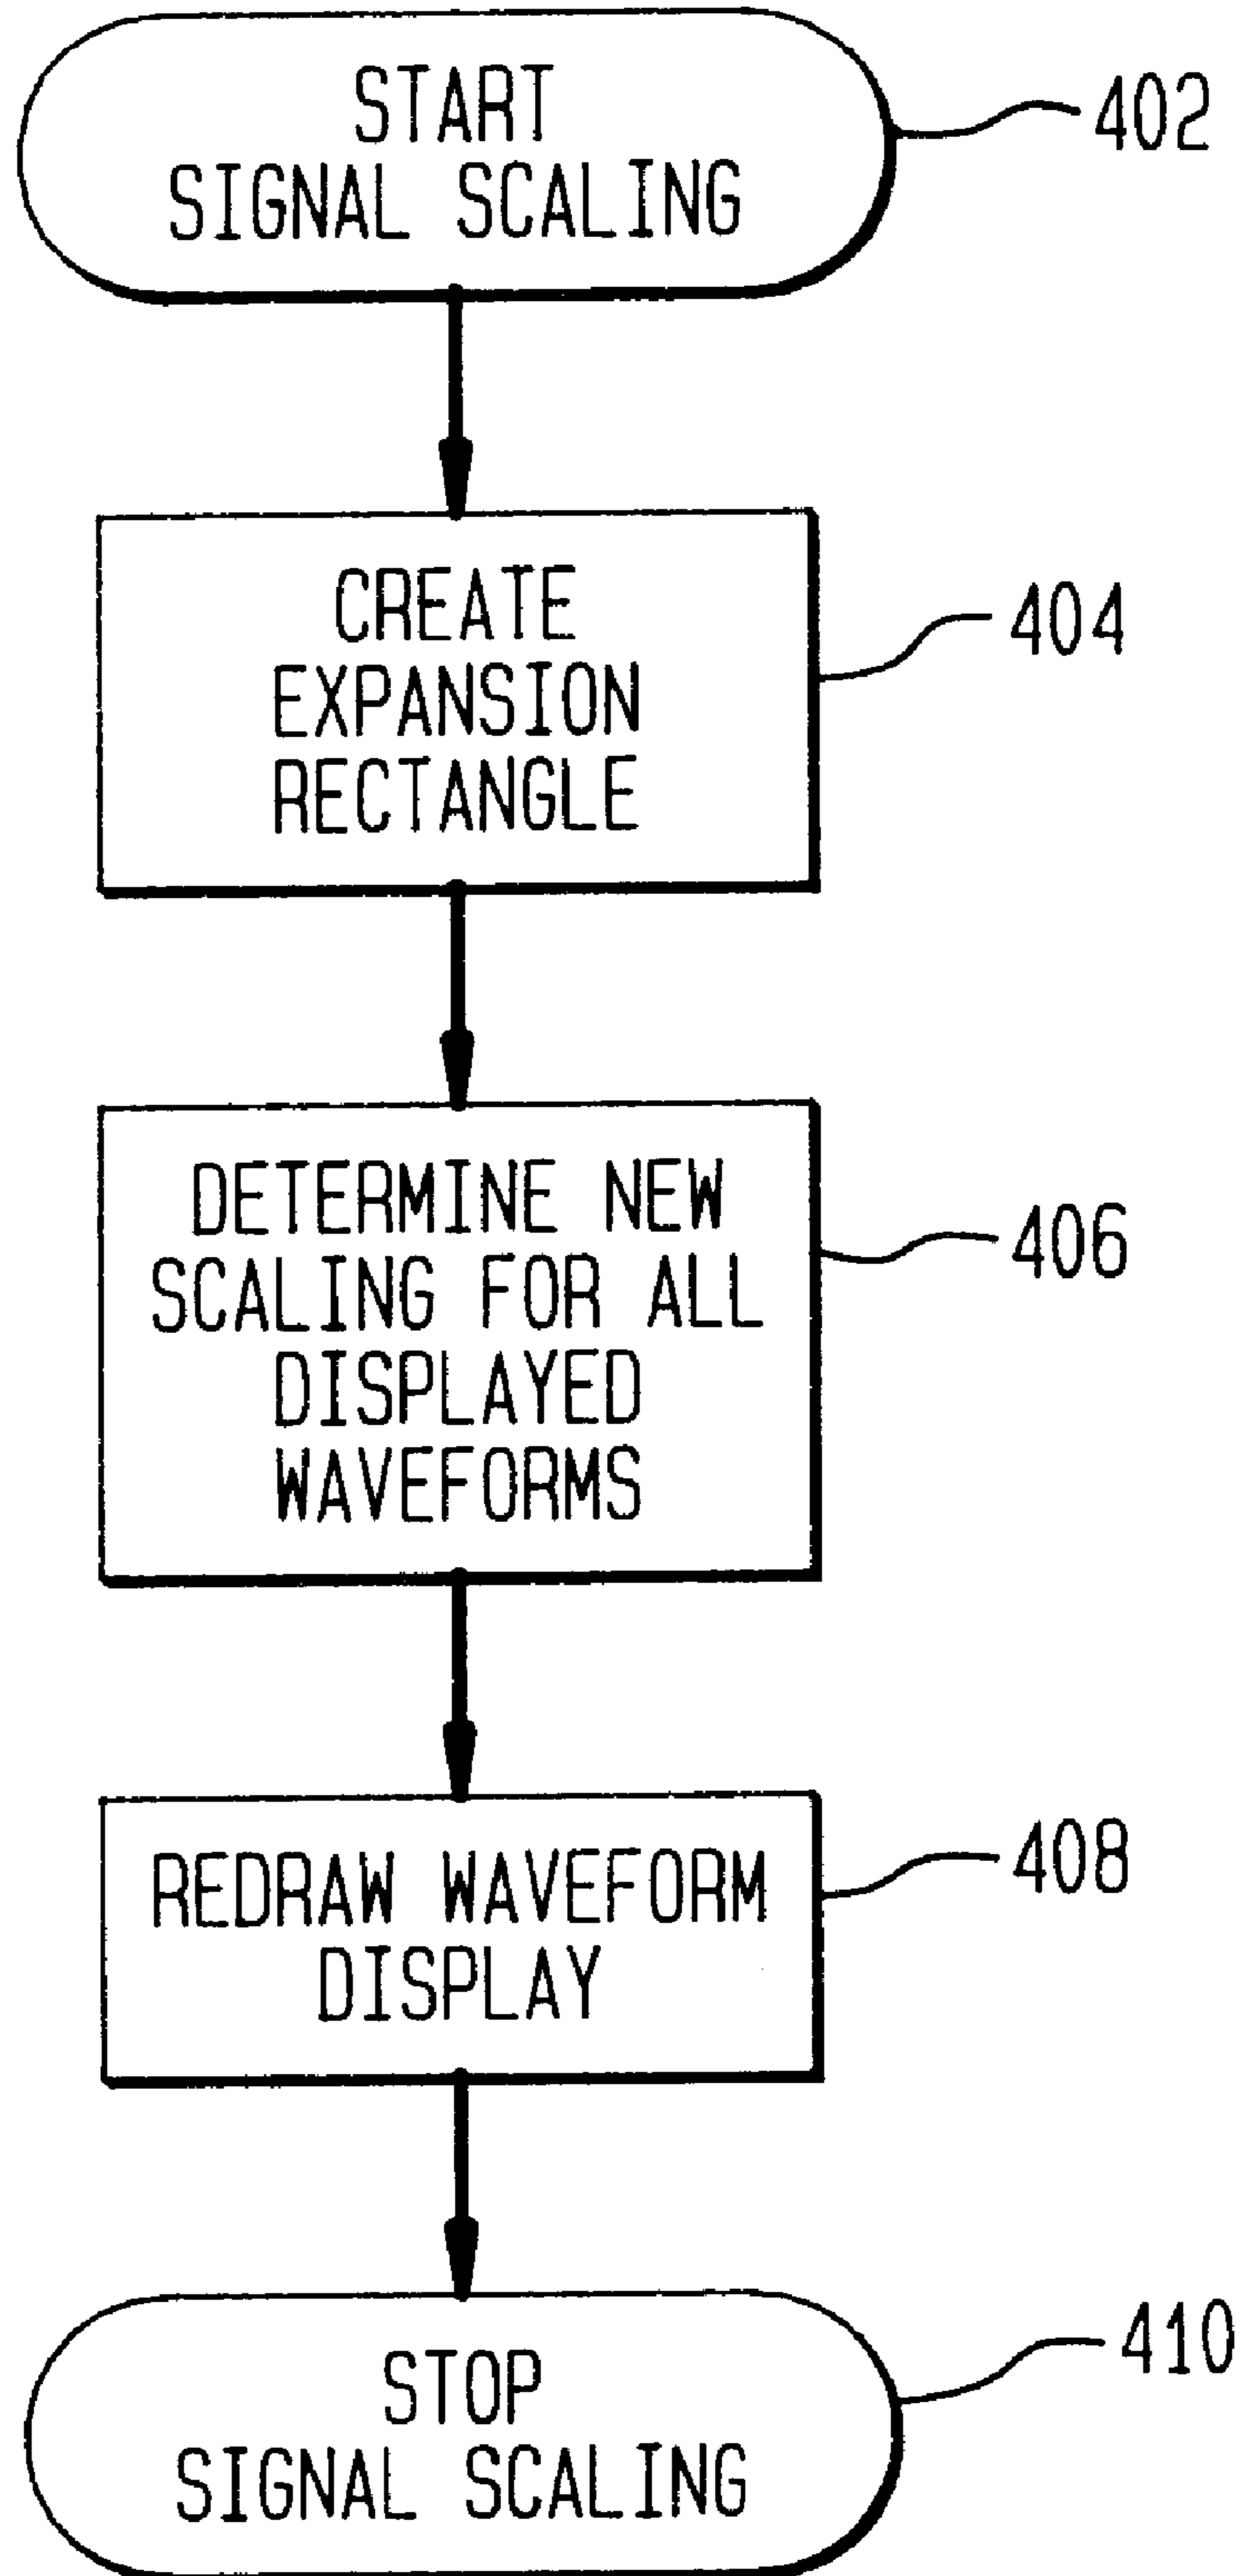 START
SIGNAL SCALING
402
CREATE
EXPANSION
RECTANGLE
404
DETERMINE NEW
SCALING FOR ALL
DISPLAYED
WAVEFORMS
406
REDRAW WAVEFORM
DISPLAY
408
STOP
SIGNAL SCALING
410